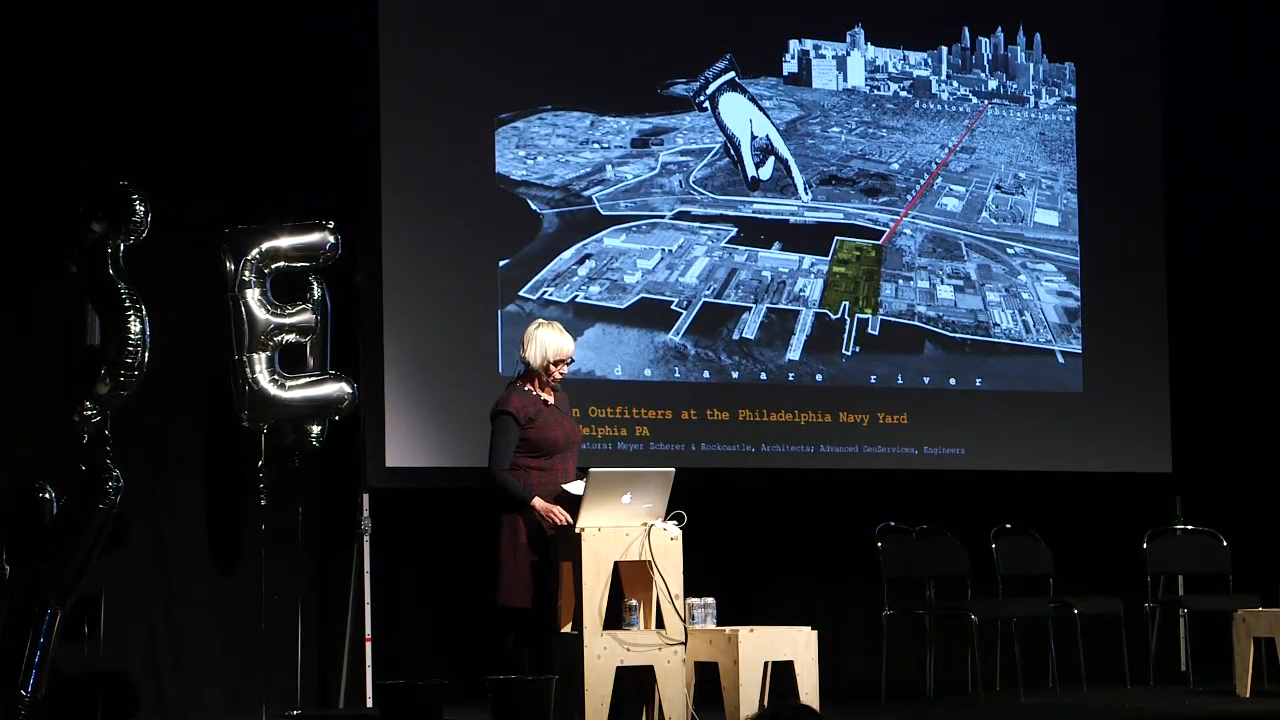 downtown philadelphia
delaware river
n Outfitters at the Philadelphia Navy Yard
delphia PA
ators: Meyer Scherer & Rockcastle, Architects; Advanced GeoServices, Engineers
E